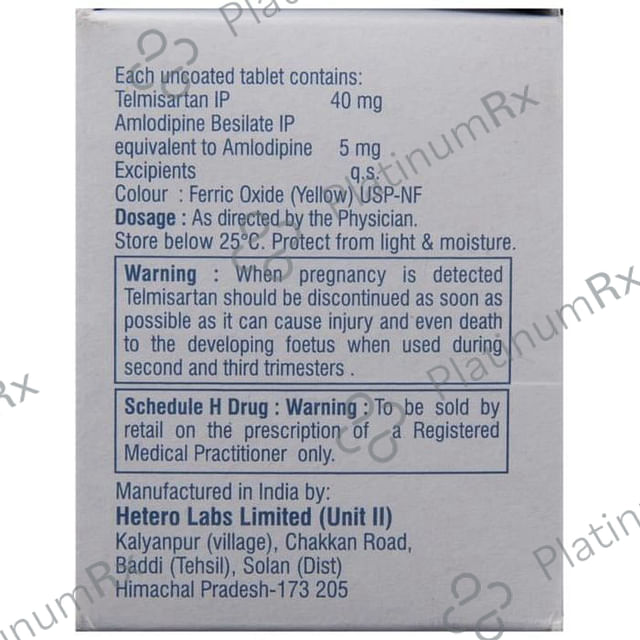 Each uncoated tablet contains:
Telmisartan IP 40 mg
Amlodipine Besilate IP
equivalent to Amlodipine 5 mg
Excipients q.s.
Colour : Ferric Oxide (Yellow) USP-NF
Dosage : As directed by the Physician.
Store below 25°C. Protect from light & moisture.
Warning : When pregnancy is detected
Telmisartan should be discontinued as soon as
possible as it can cause injury and even death
to the developing foetus when used during
second and third trimesters .
Schedule H Drug : Warning : To be sold by
retail on the prescription of a Registered
Medical Practitioner only.
Manufactured in India by:
Hetero Labs Limited (Unit II)
Kalyanpur (village), Chakkan Road,
Baddi (Tehsil), Solan (Dist)
Himachal Pradesh-173 205
PlatinumRx
PlatinumRx